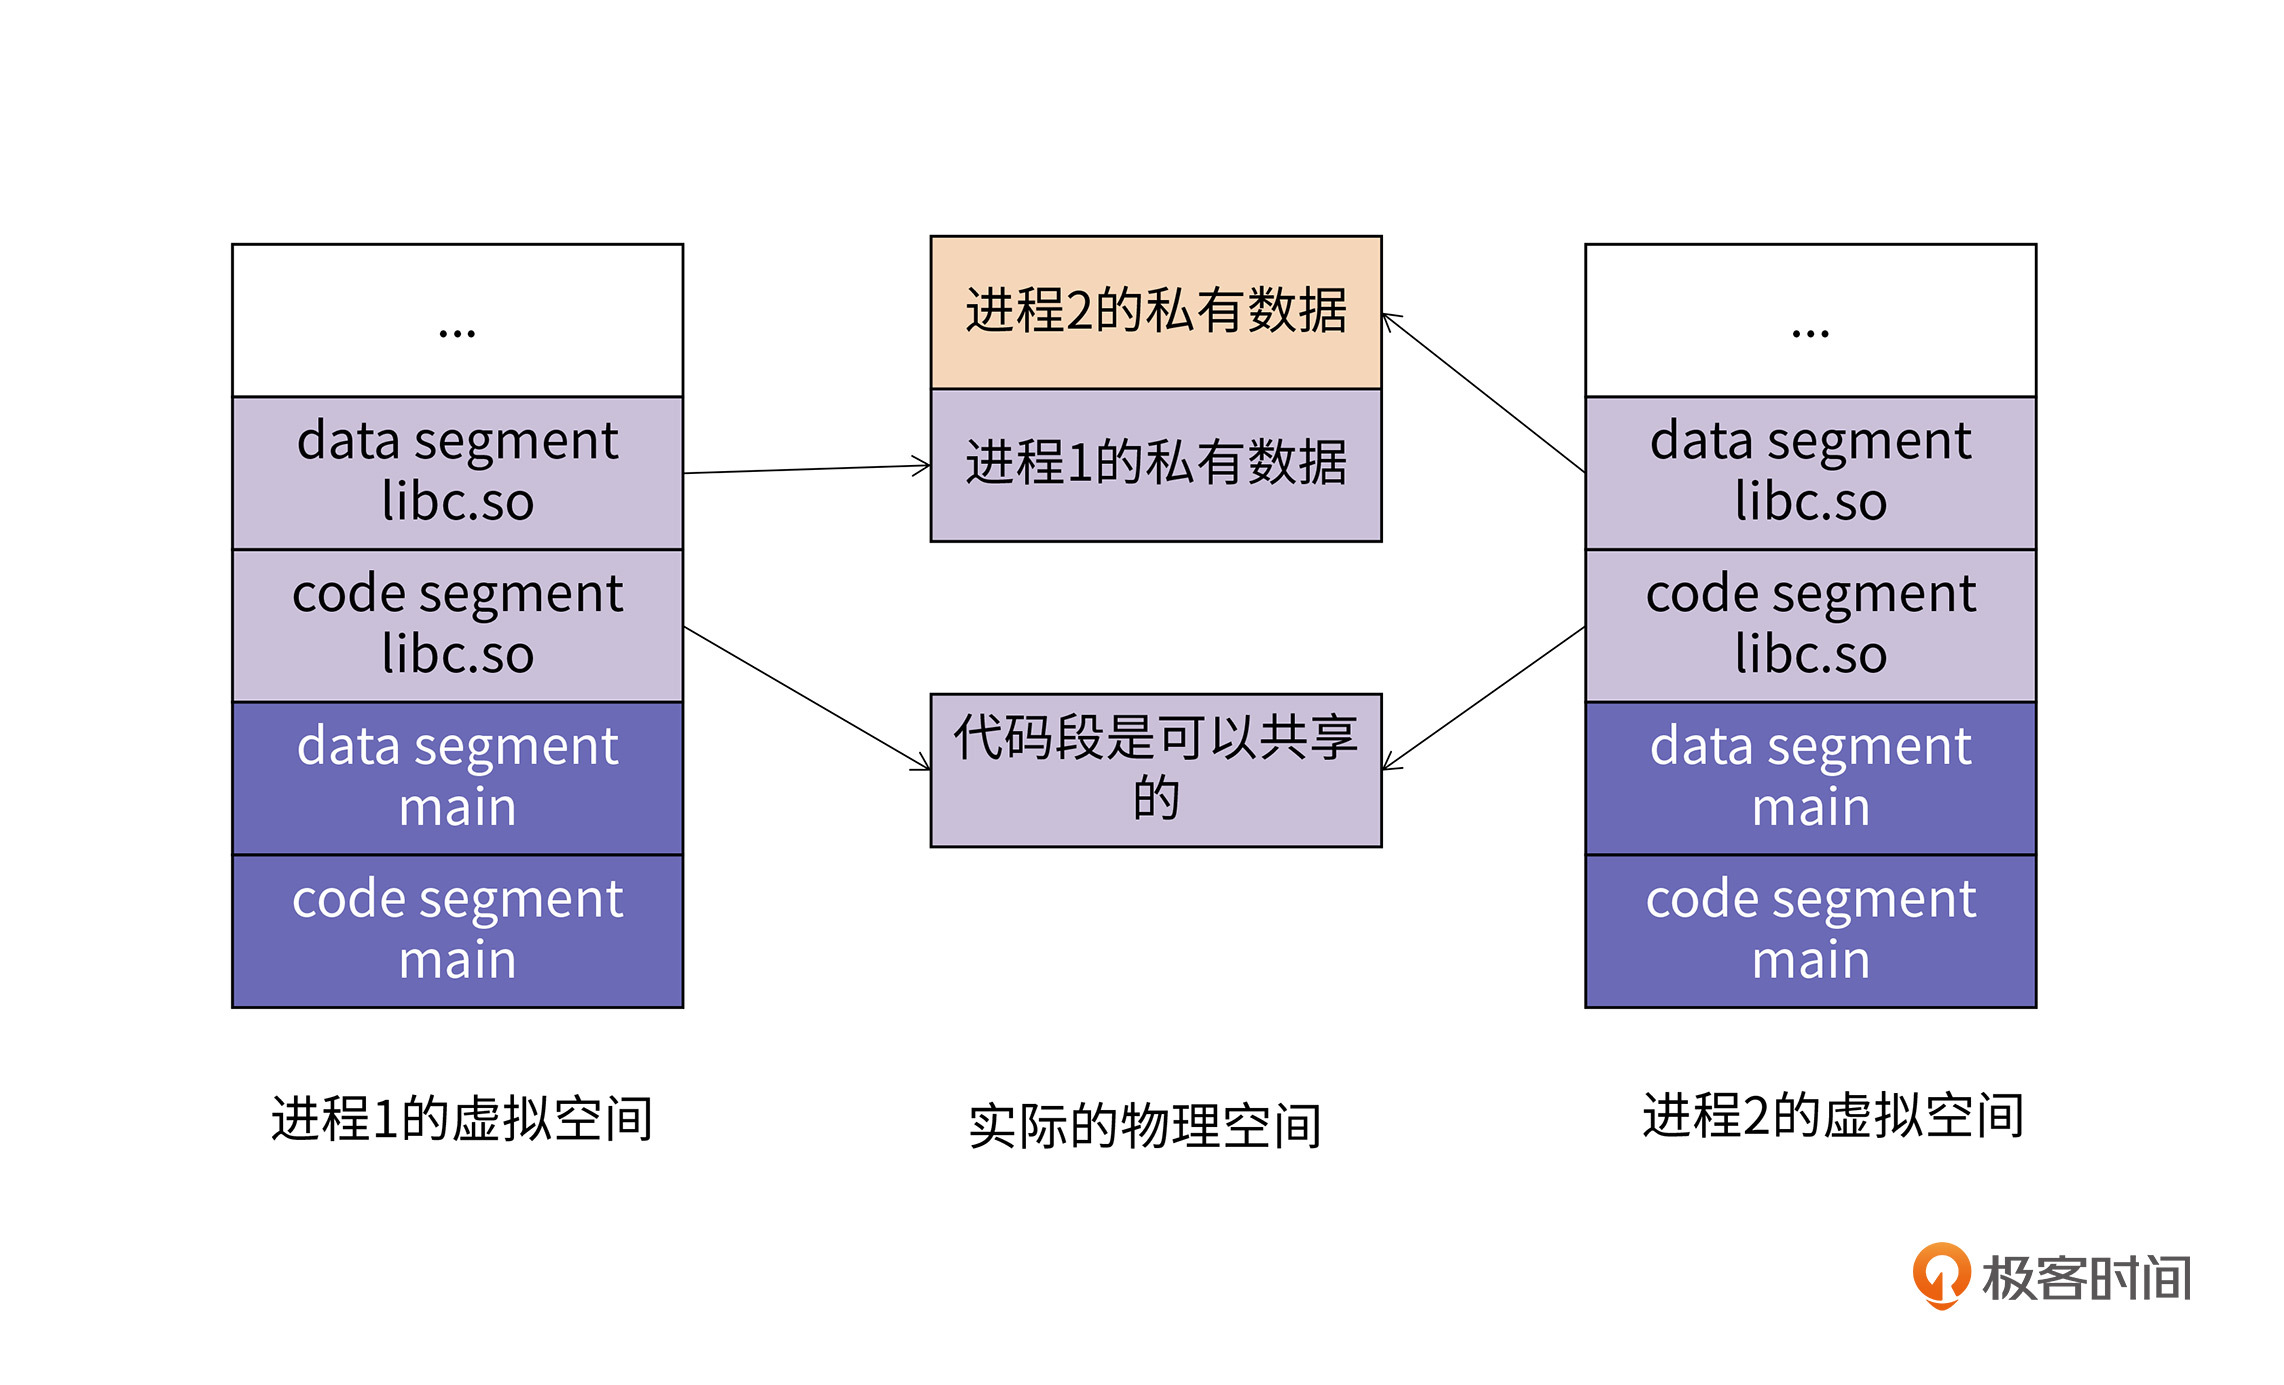 ...
data segment
libc.so
code segment
libc.so
data segment
main
code segment
main
进程1的虚拟空间
进程2的私有数据
进程1的私有数据
代码段是可以共享
的
实际的物理空间
...
data segment
libc.so
code segment
libc.so
data segment
main
code segment
main
进程2的虚拟空间
极客时间